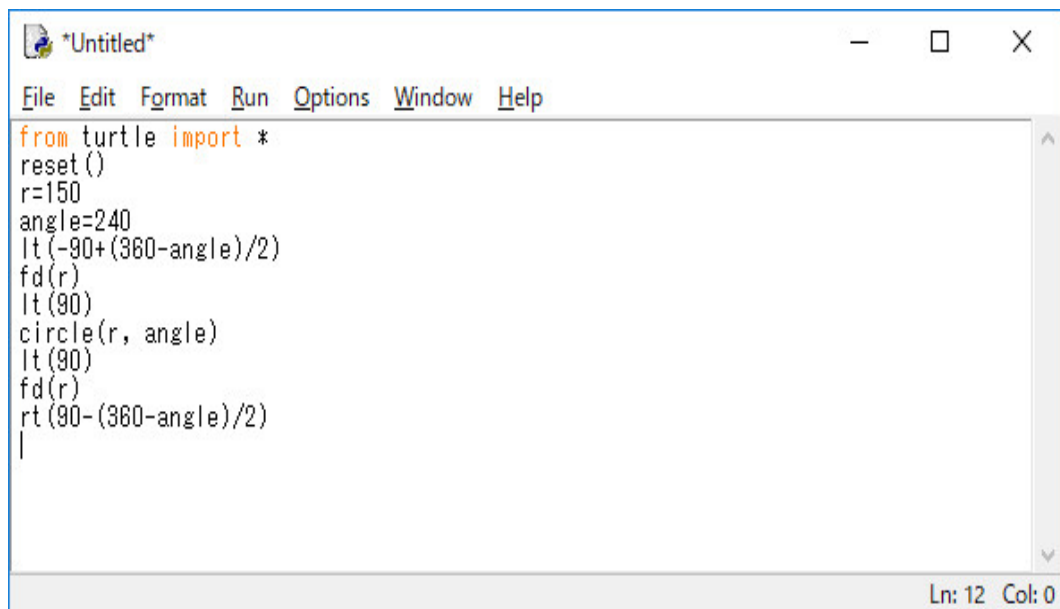 *Untitled*
File Edit Format Run Options Window Help
from turtle import *
reset()
r=150
angle=240
lt(-90+(360-angle)/2)
fd(r)
lt(90)
circle(r, angle)
lt(90)
fd(r)
rt(90-(360-angle)/2)
Ln: 12 Col: 0